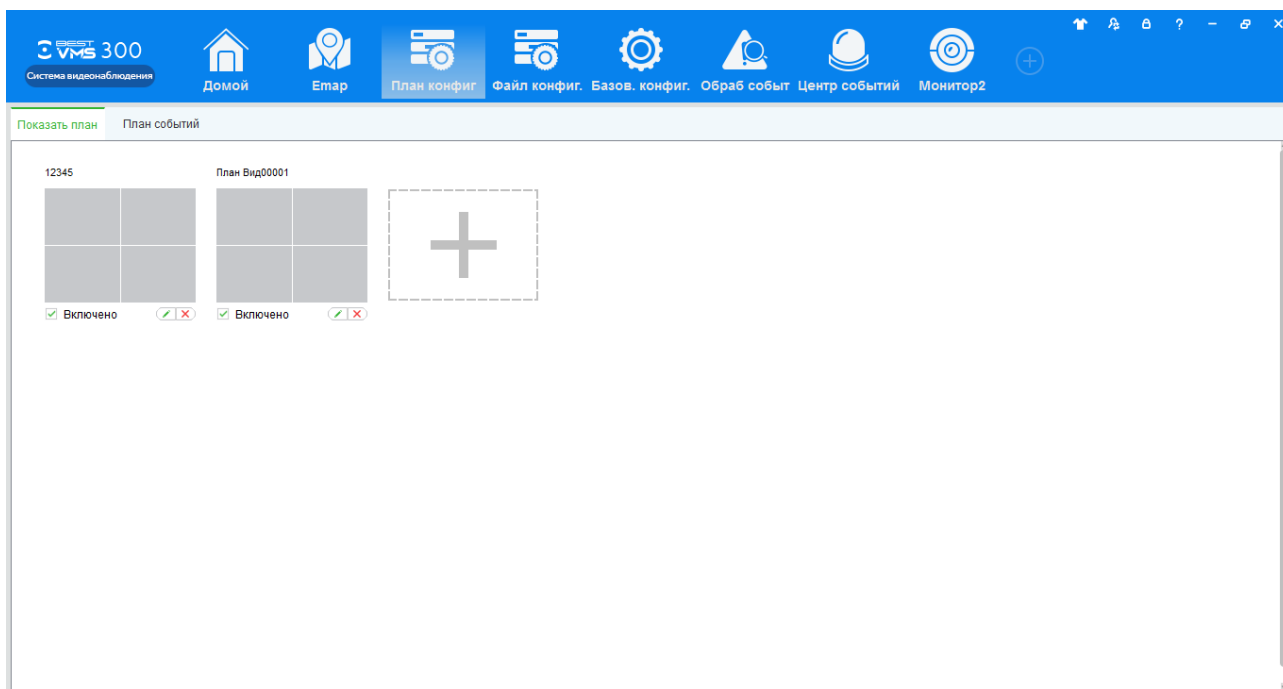 BEST
VMS 300
Система видеонаблюдения
Домой
Emap
План конфиг
Файл конфиг.
Базов. конфиг.
Обраб событ
Центр событий
Монитор2
?
Показать план
План событий
12345
План Вид00001
Включено
Включено